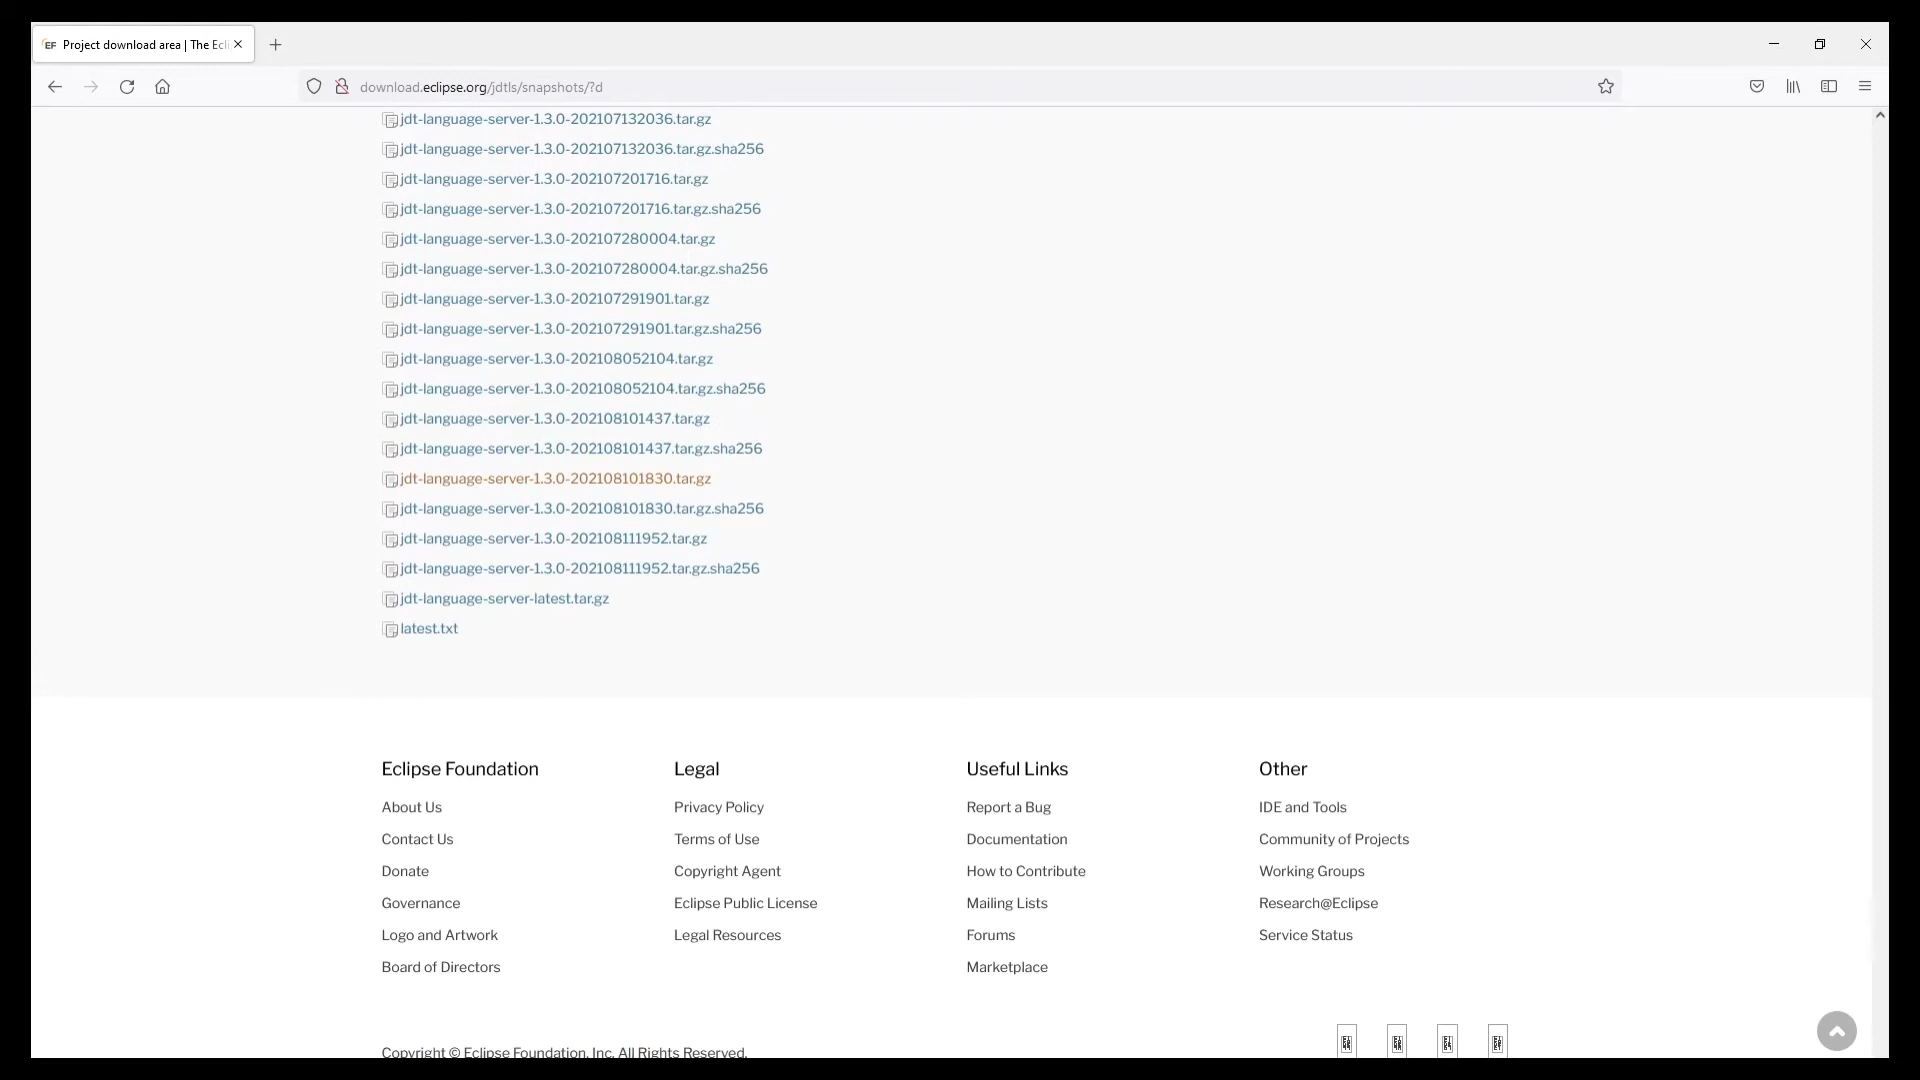 EF Project download area | The Ecl
download.eclipse.org/jdtls/snapshots/?d
jdt-language-server-1.3.0-202107132036.tar.gz
jdt-language-server-1.3.0-202107132036.tar.gz.sha256
jdt-language-server-1.3.0-202107201716.tar.gz
jdt-language-server-1.3.0-202107201716.tar.gz.sha256
jdt-language-server-1.3.0-202107280004.tar.gz
jdt-language-server-1.3.0-202107280004.tar.gz.sha256
jdt-language-server-1.3.0-202107291901.tar.gz
jdt-language-server-1.3.0-202107291901.tar.gz.sha256
jdt-language-server-1.3.0-202108052104.tar.gz
jdt-language-server-1.3.0-202108052104.tar.gz.sha256
jdt-language-server-1.3.0-202108101437.tar.gz
jdt-language-server-1.3.0-202108101437.tar.gz.sha256
jdt-language-server-1.3.0-202108101830.tar.gz
jdt-language-server-1.3.0-202108101830.tar.gz.sha256
jdt-language-server-1.3.0-202108111952.tar.gz
jdt-language-server-1.3.0-202108111952.tar.gz.sha256
jdt-language-server-latest.tar.gz
latest.txt
Eclipse Foundation
About Us
Contact Us
Donate
Governance
Logo and Artwork
Board of Directors
Legal
Privacy Policy
Terms of Use
Copyright Agent
Eclipse Public License
Legal Resources
Useful Links
Report a Bug
Documentation
How to Contribute
Mailing Lists
Forums
Marketplace
Other
IDE and Tools
Community of Projects
Working Groups
Research@Eclipse
Service Status
Copyright © Eclipse Foundation, Inc. All Rights Reserved.